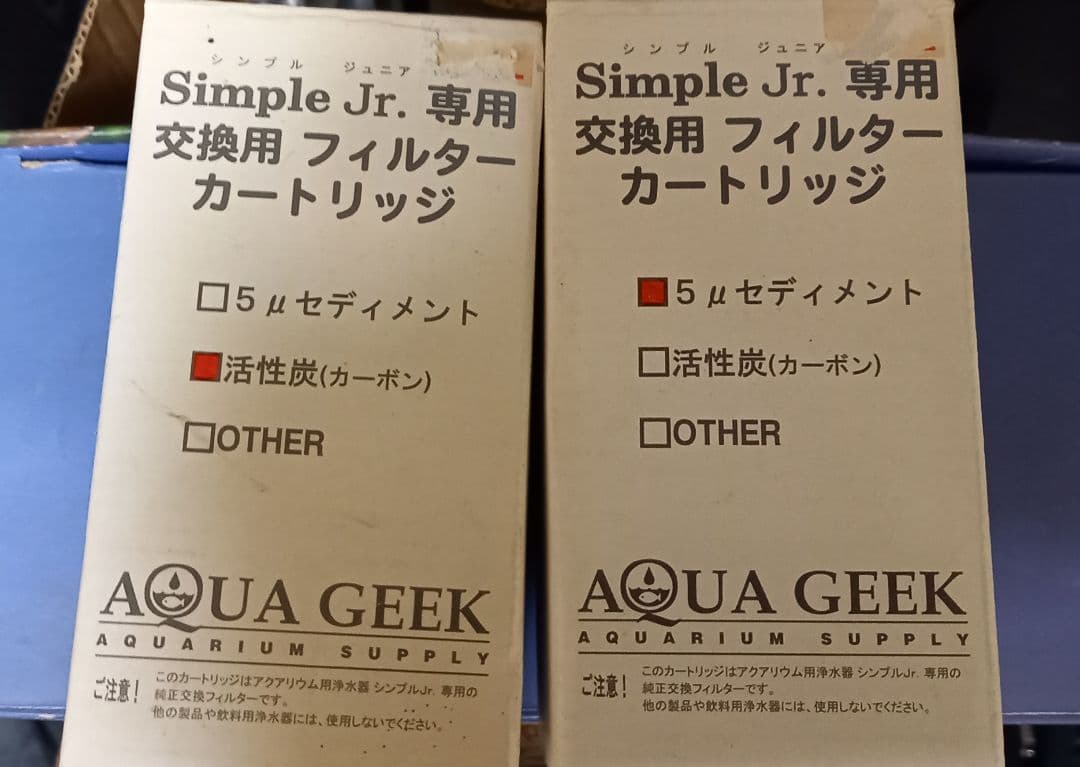 シンプル ジュニア
Simple Jr. 専用
交換用 フィルター
カートリッジ
□5μセディメント
■活性炭(カーボン)
□OTHER
AQUA GEEK
AQUARIUM SUPPLY
ご注意!
このカートリッジはアクアリウム用浄水器 シンプルJr. 専用の
純正交換フィルターです。
他の製品や飲料用浄水器には、使用しないでください。
シンプル ジュニア
Simple Jr. 専用
交換用 フィルター
カートリッジ
■5μセディメント
□活性炭(カーボン)
□OTHER
AQUA GEEK
AQUARIUM SUPPLY
ご注意!
このカートリッジはアクアリウム用浄水器 シンプルJr. 専用の
純正交換フィルターです。
他の製品や飲料用浄水器には、使用しないでください。